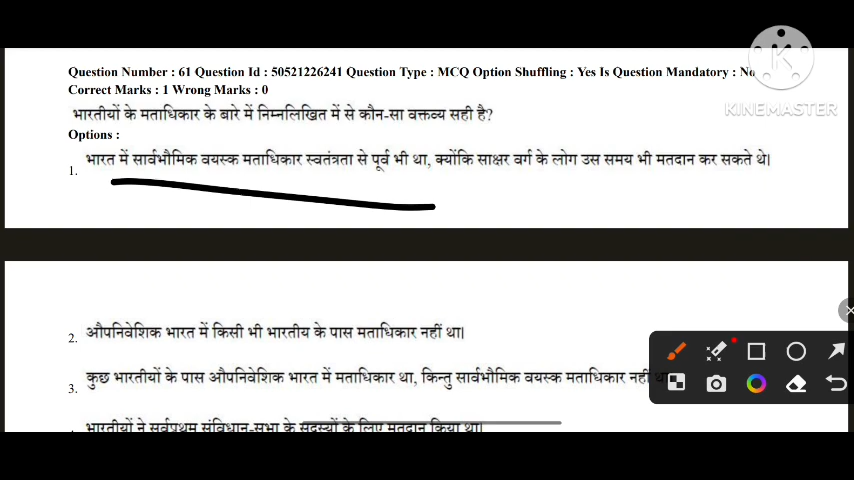 Question Number : 61 Question Id : 50521226241 Question Type : MCQ Option Shuffling : Yes Is Question Mandatory : No
Correct Marks : 1 Wrong Marks : 0
भारतीयों के मताधिकार के बारे में निम्नलिखित में से कौन-सा वक्तव्य सही है?
Options :
1. भारत में सार्वभौमिक वयस्क मताधिकार स्वतंत्रता से पूर्व भी था, क्योंकि साक्षर वर्ग के लोग उस समय भी मतदान कर सकते थे।
2. औपनिवेशिक भारत में किसी भी भारतीय के पास मताधिकार नहीं था।
3. कुछ भारतीयों के पास औपनिवेशिक भारत में मताधिकार था, किन्तु सार्वभौमिक वयस्क मताधिकार नहीं था
भारतीयों ने सर्वप्रथम संविधान-सभा के सदस्यों के लिए मतदान किया था।
KINEMASTER